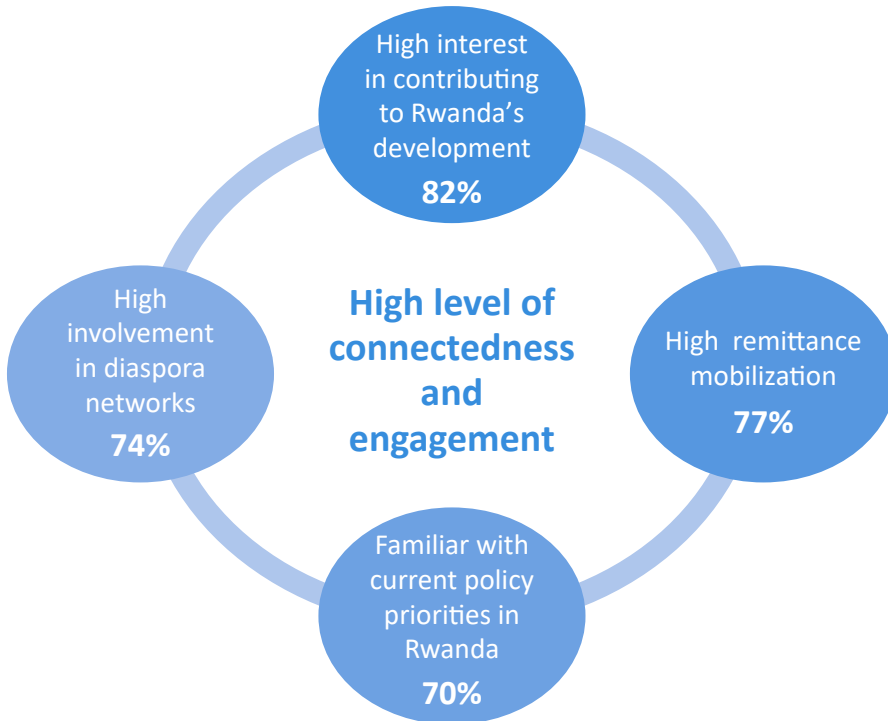 High interest
in contributing
to Rwanda’s
development
82%
High
involvement
in diaspora
networks
74%
High level of
connectedness
and
engagement
High remittance
mobilization
77%
Familiar with
current policy
priorities in
Rwanda
70%